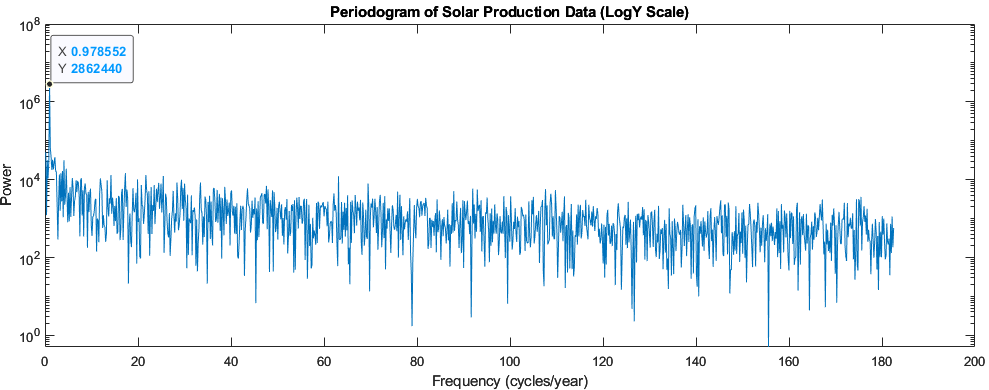 Periodogram of Solar Production Data (LogY Scale)
10^8
X 0.978552
Y 2862440
10^6
10^4
10^2
10^0
Power
0 20 40 60 80 100 120 140 160 180 200
Frequency (cycles/year)